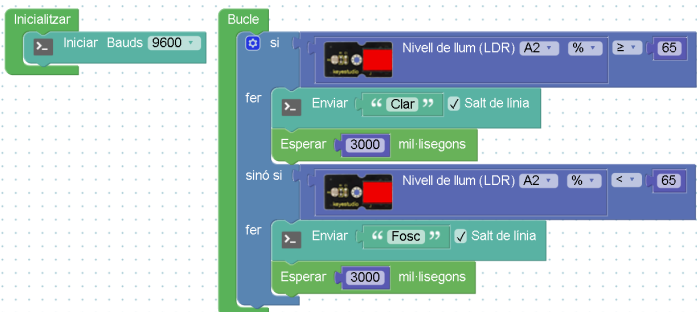 Inicialitzar
Iniciar Bauds 9600
Bucle
si Nivell de llum (LDR) A2 % ≥ 65
keyestudio
fer Enviar “ Clar ” Salt de línia
Esperar 3000 mil·lisegons
sinó si Nivell de llum (LDR) A2 % < 65
keyestudio
fer Enviar “ Fosc ” Salt de línia
Esperar 3000 mil·lisegons